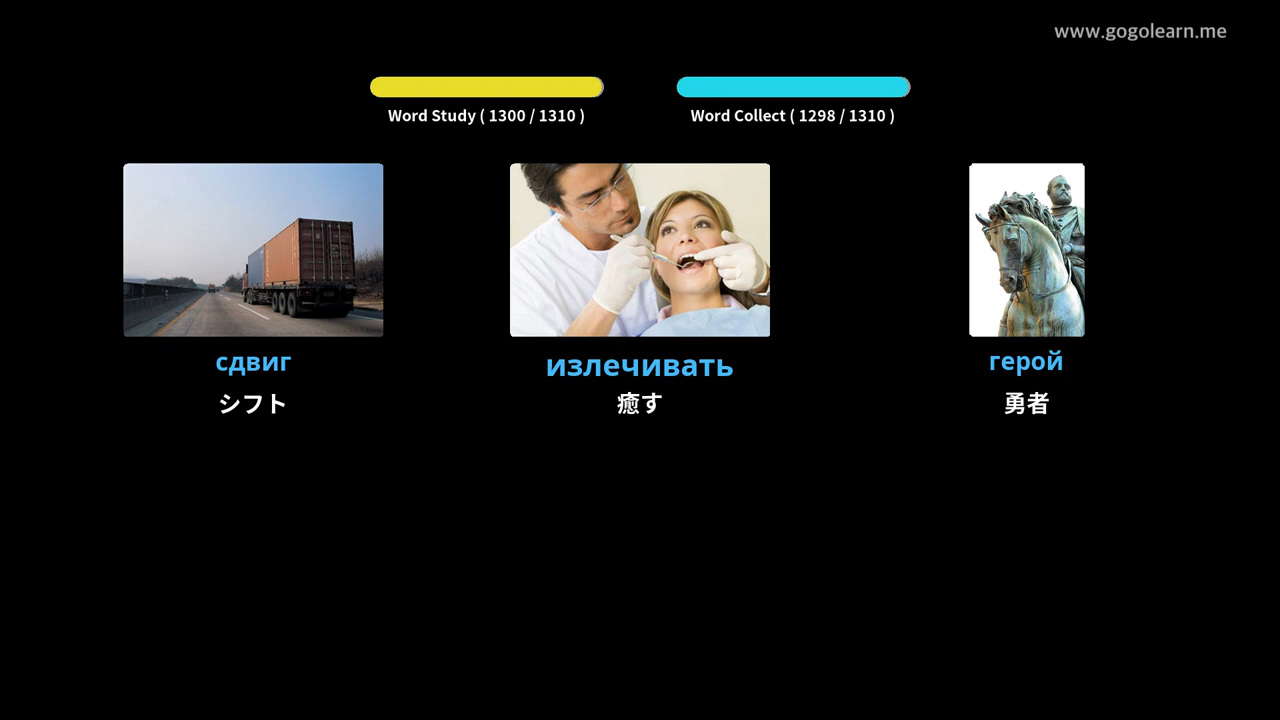 www.gogolearn.me
Word Study ( 1300 / 1310 )
Word Collect ( 1298 / 1310 )
сдвиг
シフト
излечивать
癒す
герой
勇者